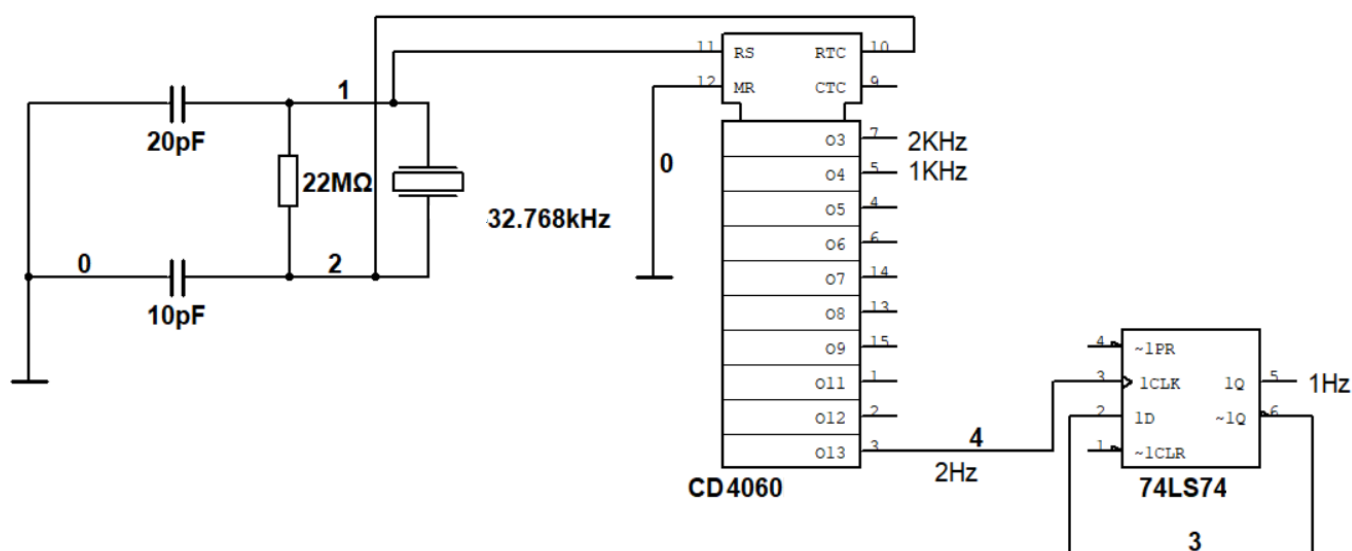 11 RS RTC 10
1
12 MR CTC 9
20pF
O3 7 2KHz
0
22MΩ
O4 5 1KHz
O5 4
32.768kHz
O6 6
0
2
O7 14
10pF
O8 13
O9 15
4 ~1PR
O11 1
3 1CLK 1Q 5 1Hz
O12 2
2 1D ~1Q 6
4
O13 3
1 ~1CLR
2Hz
CD4060
74LS74
3